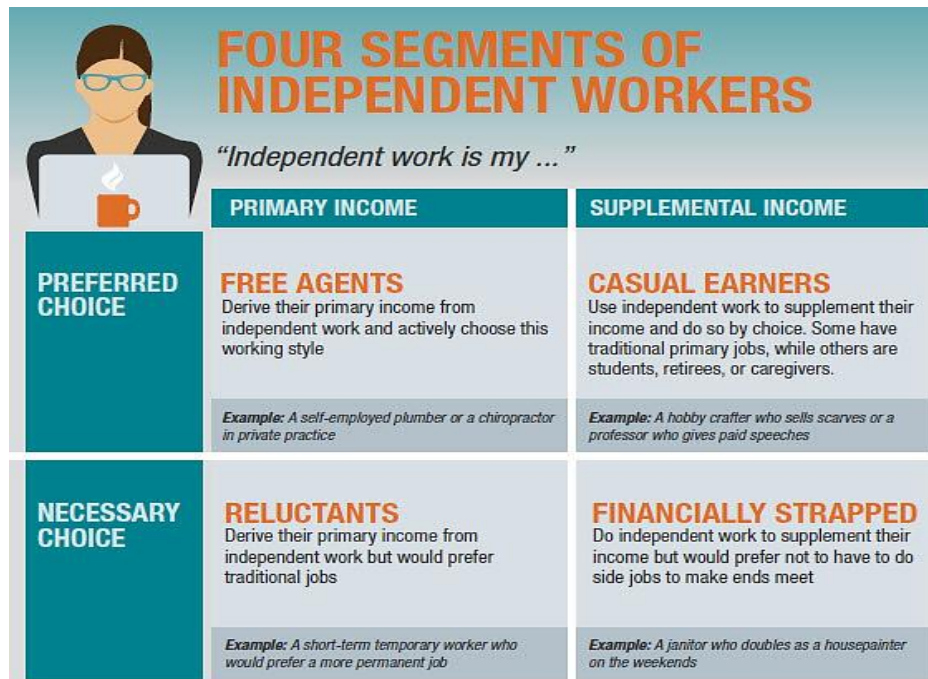 FOUR SEGMENTS OF
INDEPENDENT WORKERS
“Independent work is my ...”
PRIMARY INCOME
SUPPLEMENTAL INCOME
PREFERRED
CHOICE
FREE AGENTS
Derive their primary income from
independent work and actively choose this
working style
Example: A self-employed plumber or a chiropractor
in private practice
CASUAL EARNERS
Use independent work to supplement their
income and do so by choice. Some have
traditional primary jobs, while others are
students, retirees, or caregivers.
Example: A hobby crafter who sells scarves or a
professor who gives paid speeches
NECESSARY
CHOICE
RELUCTANTS
Derive their primary income from
independent work but would prefer
traditional jobs
Example: A short-term temporary worker who
would prefer a more permanent job
FINANCIALLY STRAPPED
Do independent work to supplement their
income but would prefer not to have to do
side jobs to make ends meet
Example: A janitor who doubles as a housepainter
on the weekends